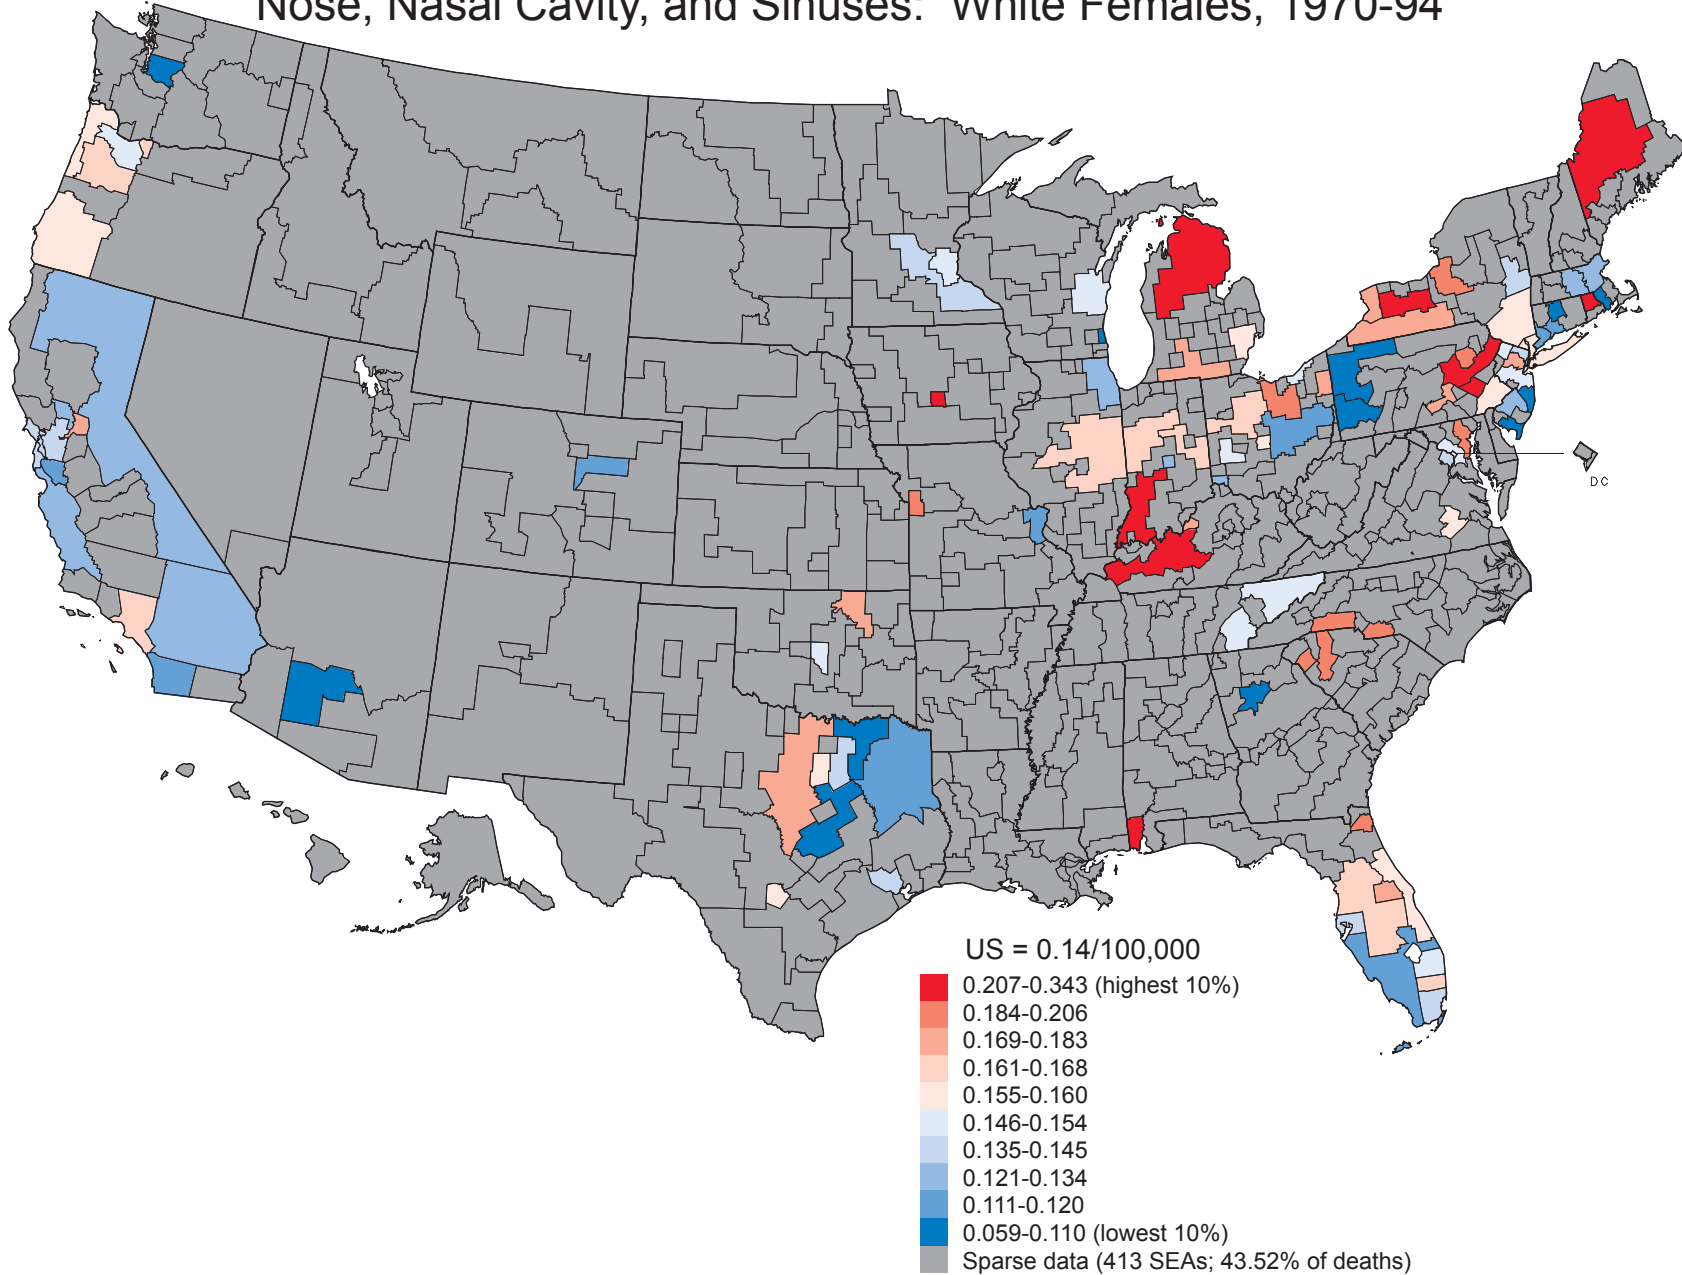 Nose, Nasal Cavity, and Sinuses: White Females, 1970-94
DC
US = 0.14/100,000
0.207-0.343 (highest 10%)
0.184-0.206
0.169-0.183
0.161-0.168
0.155-0.160
0.146-0.154
0.135-0.145
0.121-0.134
0.111-0.120
0.059-0.110 (lowest 10%)
Sparse data (413 SEAs; 43.52% of deaths)